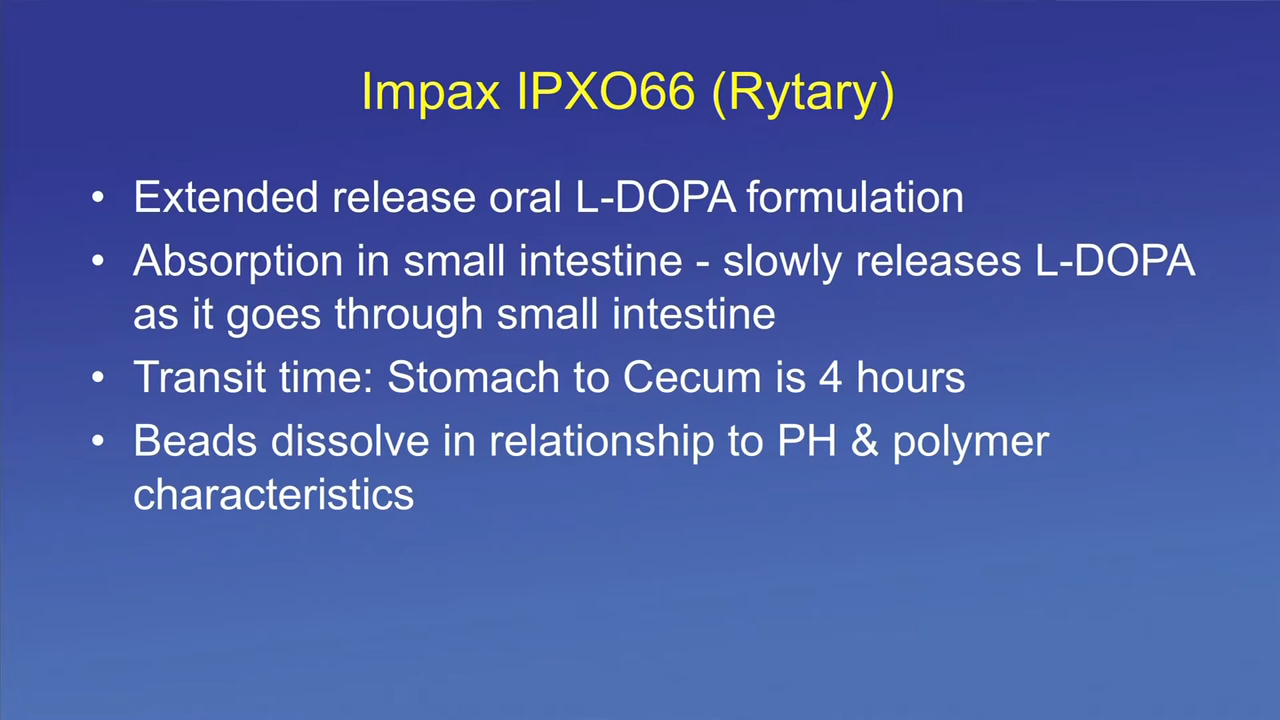 Impax IPXO66 (Rytary)
• Extended release oral L-DOPA formulation
• Absorption in small intestine - slowly releases L-DOPA
as it goes through small intestine
• Transit time: Stomach to Cecum is 4 hours
• Beads dissolve in relationship to PH & polymer
characteristics